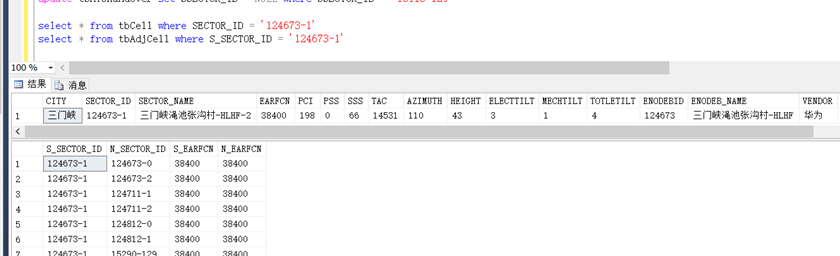 select * from tbCell where SECTOR_ID = '124673-1'
select * from tbAdjCell where S_SECTOR_ID = '124673-1'
100 %
结果 消息
CITY SECTOR_ID SECTOR_NAME EARFCN PCI PSS SSS TAC AZIMUTH HEIGHT ELECTTILT MECHTILT TOTLETILT ENODEBID ENODEB_NAME VENDOR
1 三门峡 124673-1 三门峡渑池张沟村-HLHF-2 38400 198 0 66 14531 110 43 3 1 4 124673 三门峡渑池张沟村-HLHF 华为
S_SECTOR_ID N_SECTOR_ID S_EARFCN N_EARFCN
1 124673-1 124673-0 38400 38400
2 124673-1 124673-2 38400 38400
3 124673-1 124711-1 38400 38400
4 124673-1 124711-2 38400 38400
5 124673-1 124812-0 38400 38400
6 124673-1 124812-1 38400 38400
7 124673-1 15290-129 38400 38400